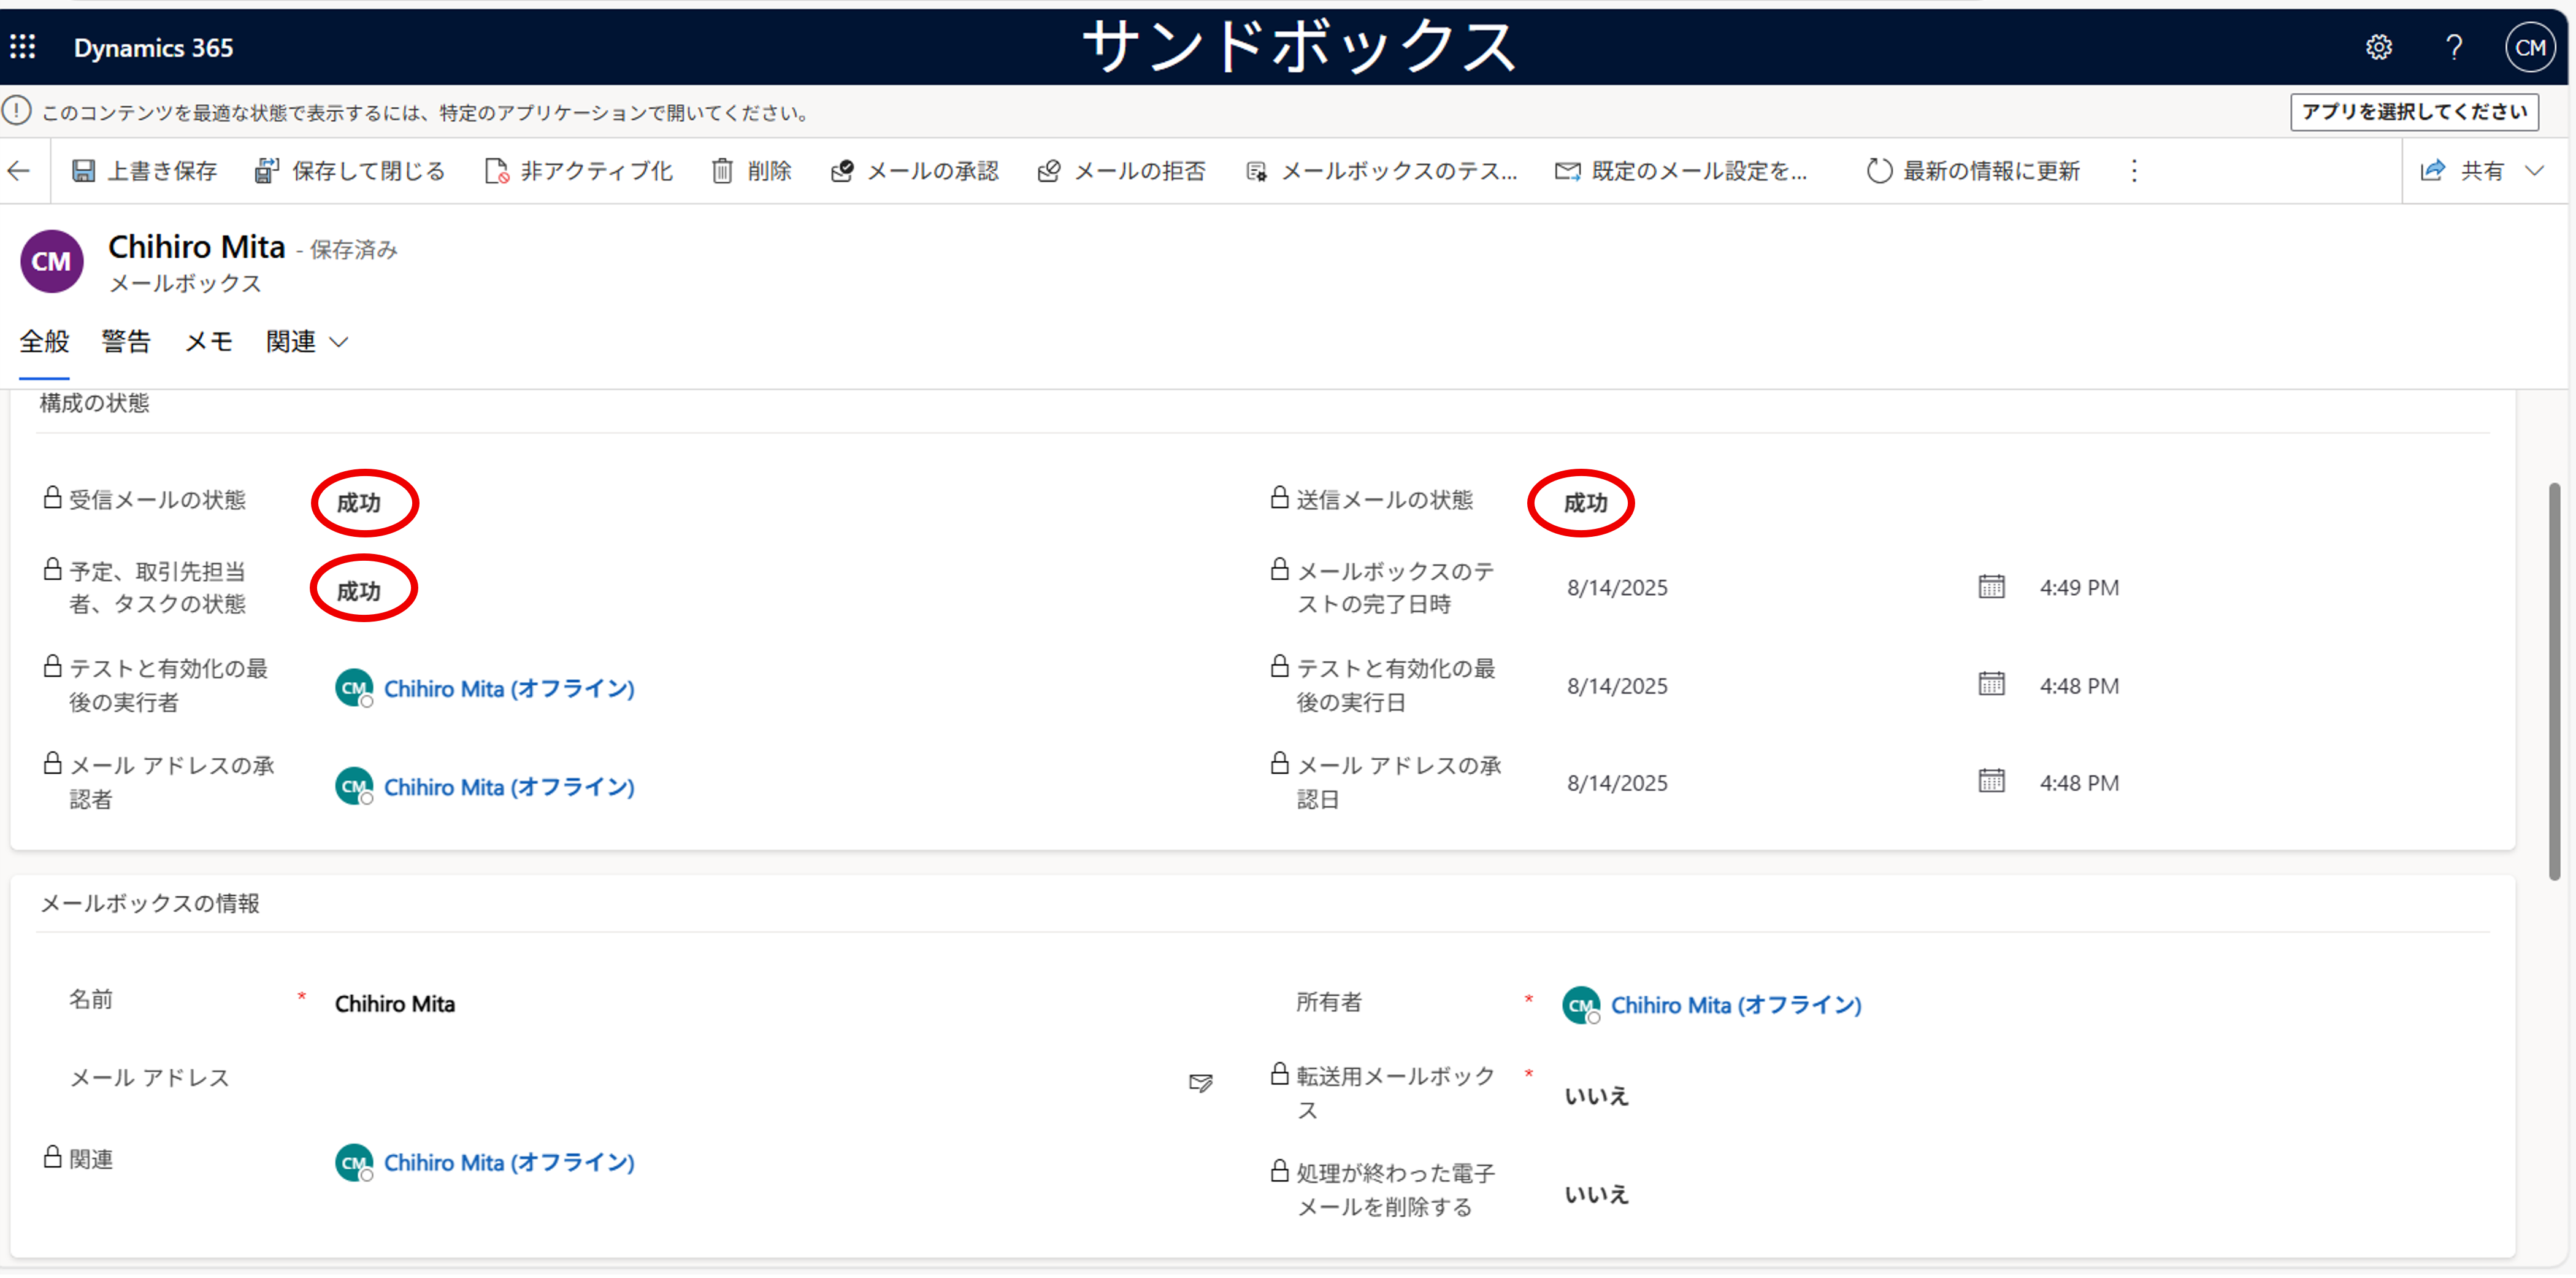 Dynamics 365
サンドボックス
CM
このコンテンツを最適な状態で表示するには、特定のアプリケーションで開いてください。
アプリを選択してください
上書き保存 保存して閉じる 非アクティブ化 削除 メールの承認 メールの拒否 メールボックスのテス... 既定のメール設定を... 最新の情報に更新 共有
CM
Chihiro Mita - 保存済み
メールボックス
全般 警告 メモ 関連
構成の状態
受信メールの状態 成功
送信メールの状態 成功
予定、取引先担当
者、タスクの状態
成功
メールボックスのテ
ストの完了日時
8/14/2025 4:49 PM
テストと有効化の最
後の実行者
CM Chihiro Mita (オフライン)
テストと有効化の最
後の実行日
8/14/2025 4:48 PM
メール アドレスの承
認者
CM Chihiro Mita (オフライン)
メール アドレスの承
認日
8/14/2025 4:48 PM
メールボックスの情報
名前 * Chihiro Mita
所有者 * CM Chihiro Mita (オフライン)
メール アドレス
転送用メールボック
ス
* いいえ
関連 CM Chihiro Mita (オフライン)
処理が終わった電子
メールを削除する
いいえ